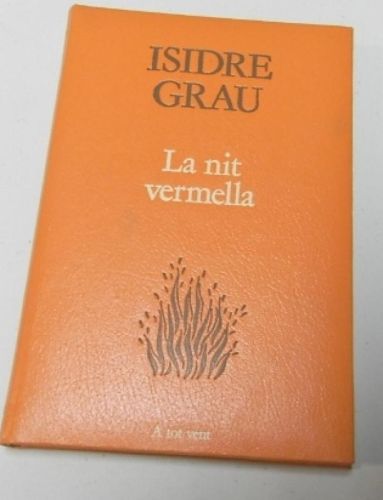 ISIDRE
GRAU
La nit
vermella
A tot vent